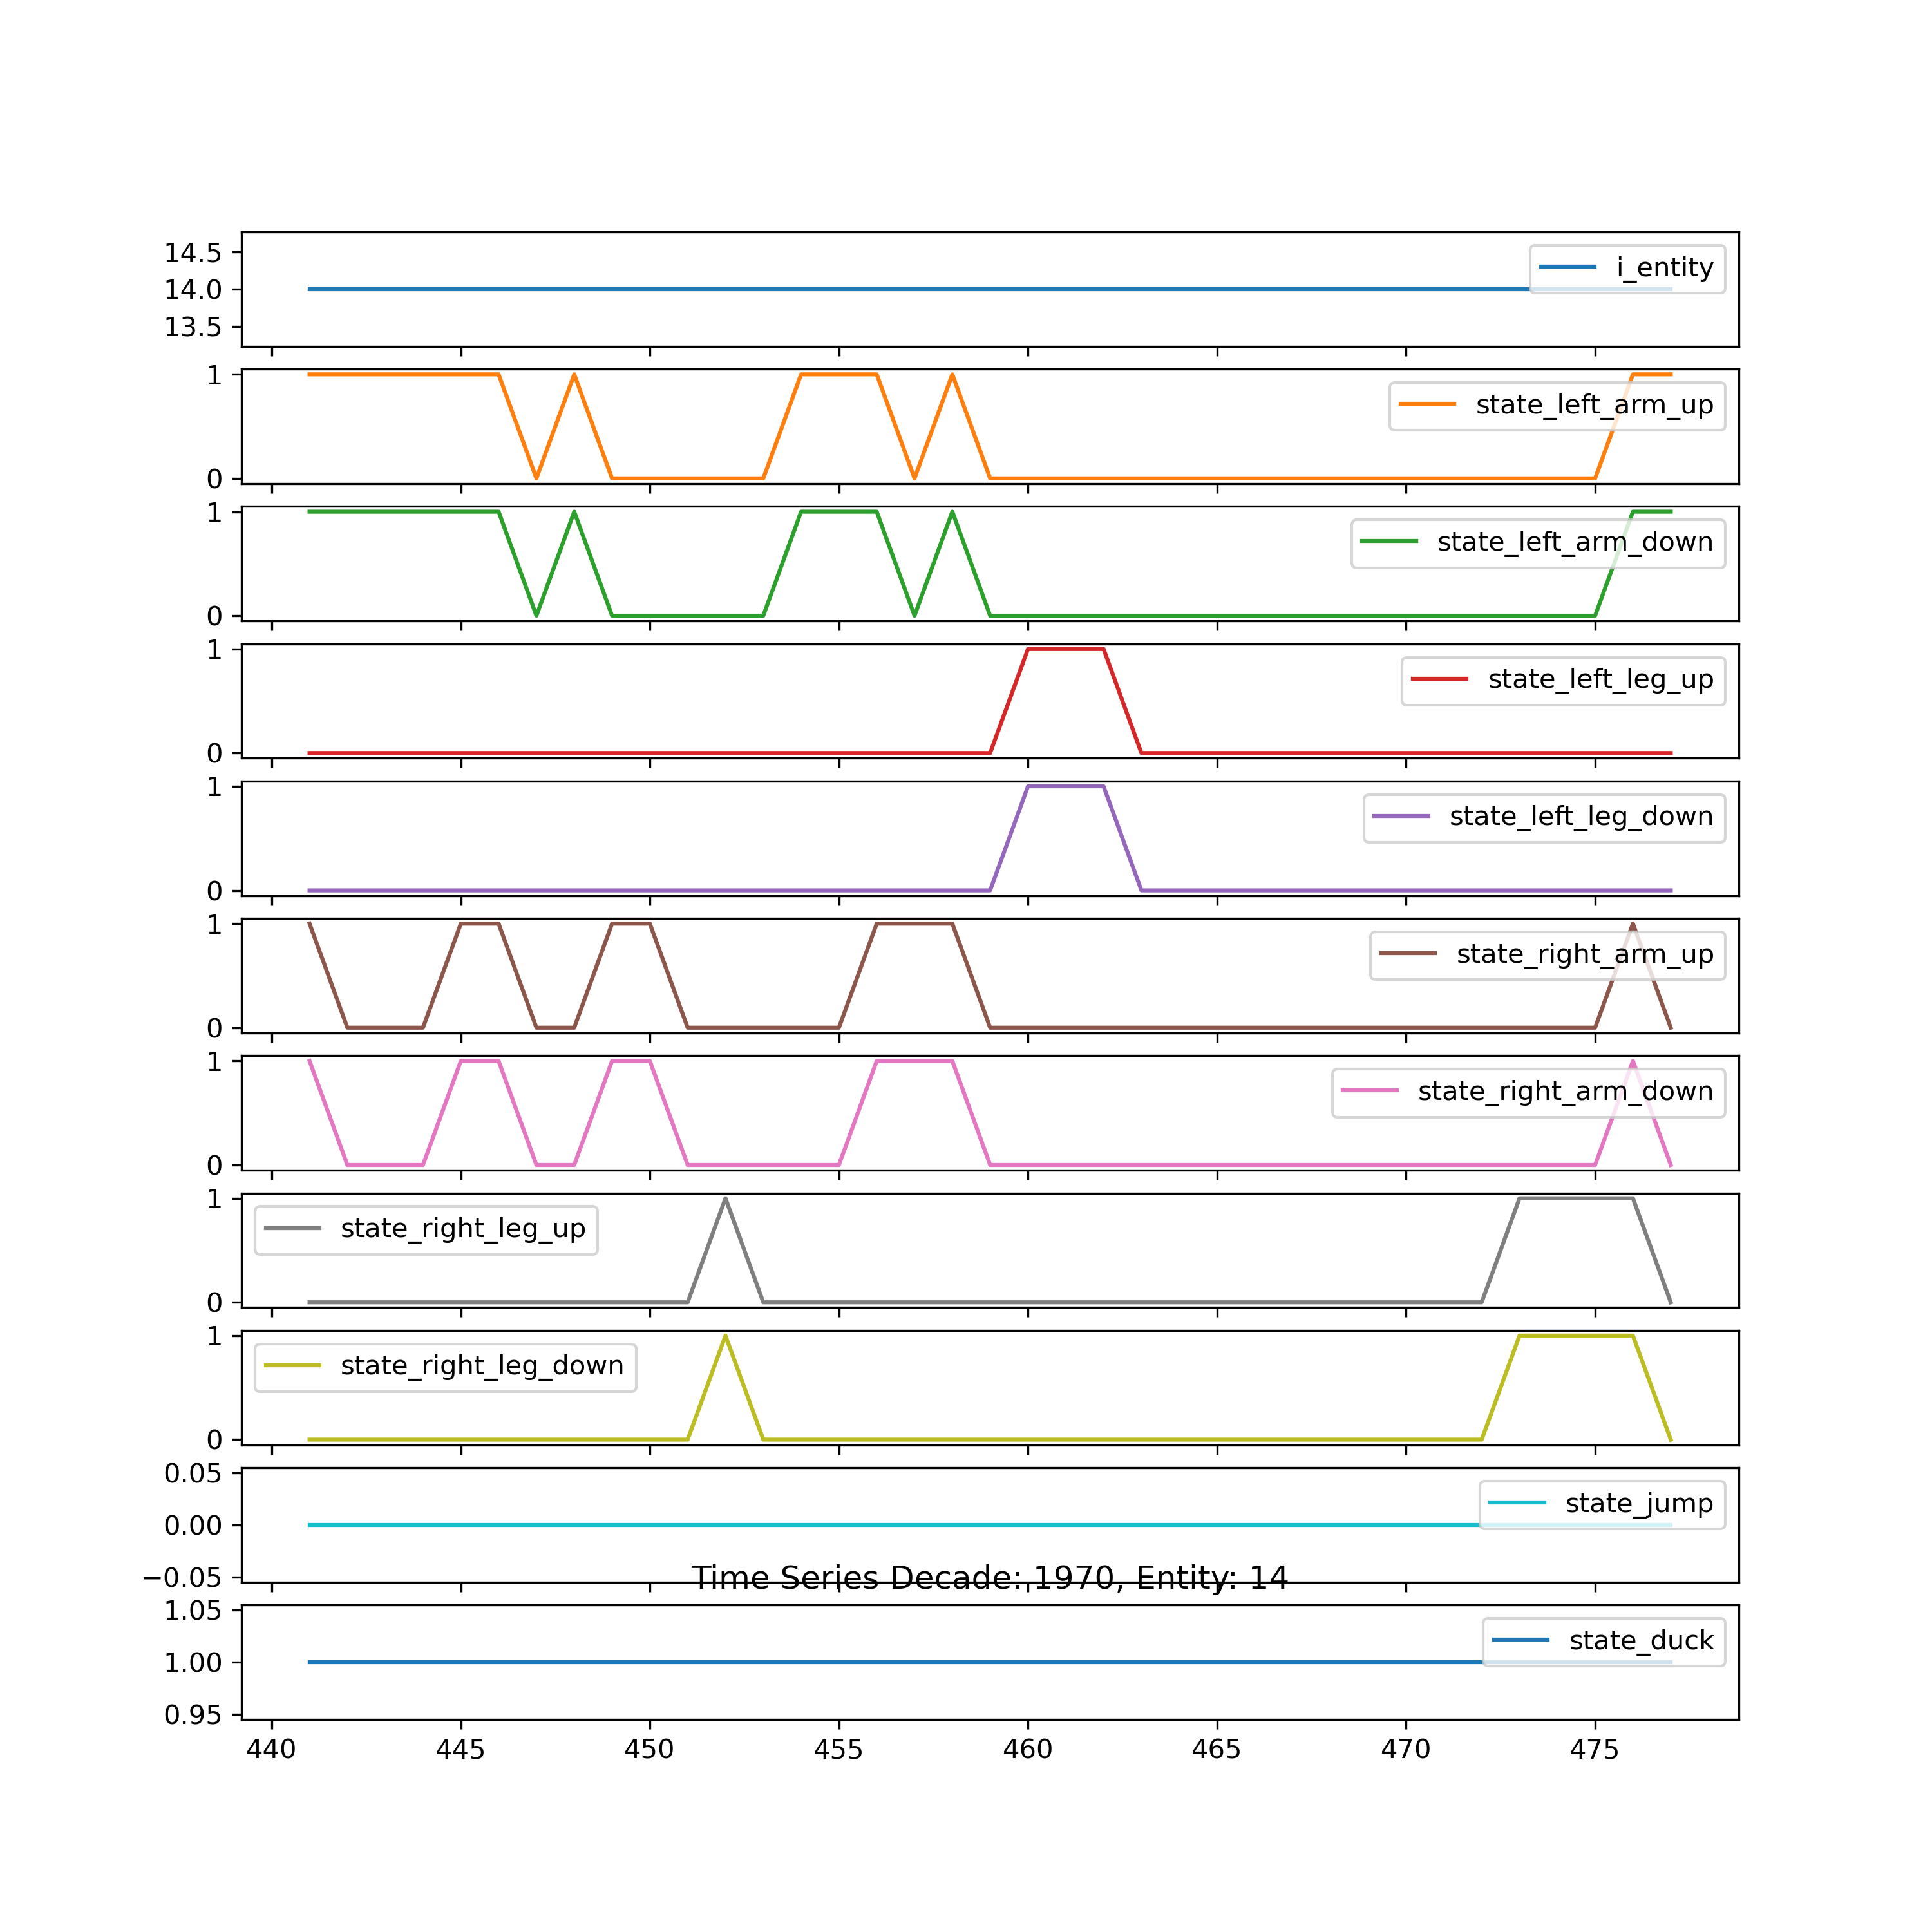 14.5
14.0
13.5
i_entity
1
0
state_left_arm_up
1
0
state_left_arm_down
1
0
state_left_leg_up
1
0
state_left_leg_down
1
0
state_right_arm_up
1
0
state_right_arm_down
1
0
state_right_leg_up
1
0
state_right_leg_down
0.05
0.00
−0.05
state_jump
Time Series Decade: 1970, Entity: 14
1.05
1.00
0.95
state_duck
440 445 450 455 460 465 470 475